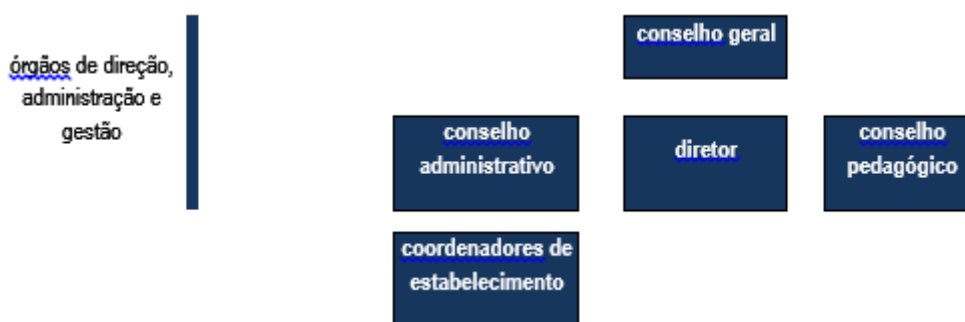 órgãos de direção,
administração e
gestão
conselho geral
conselho
administrativo
diretor
conselho
pedagógico
coordenadores de
estabelecimento